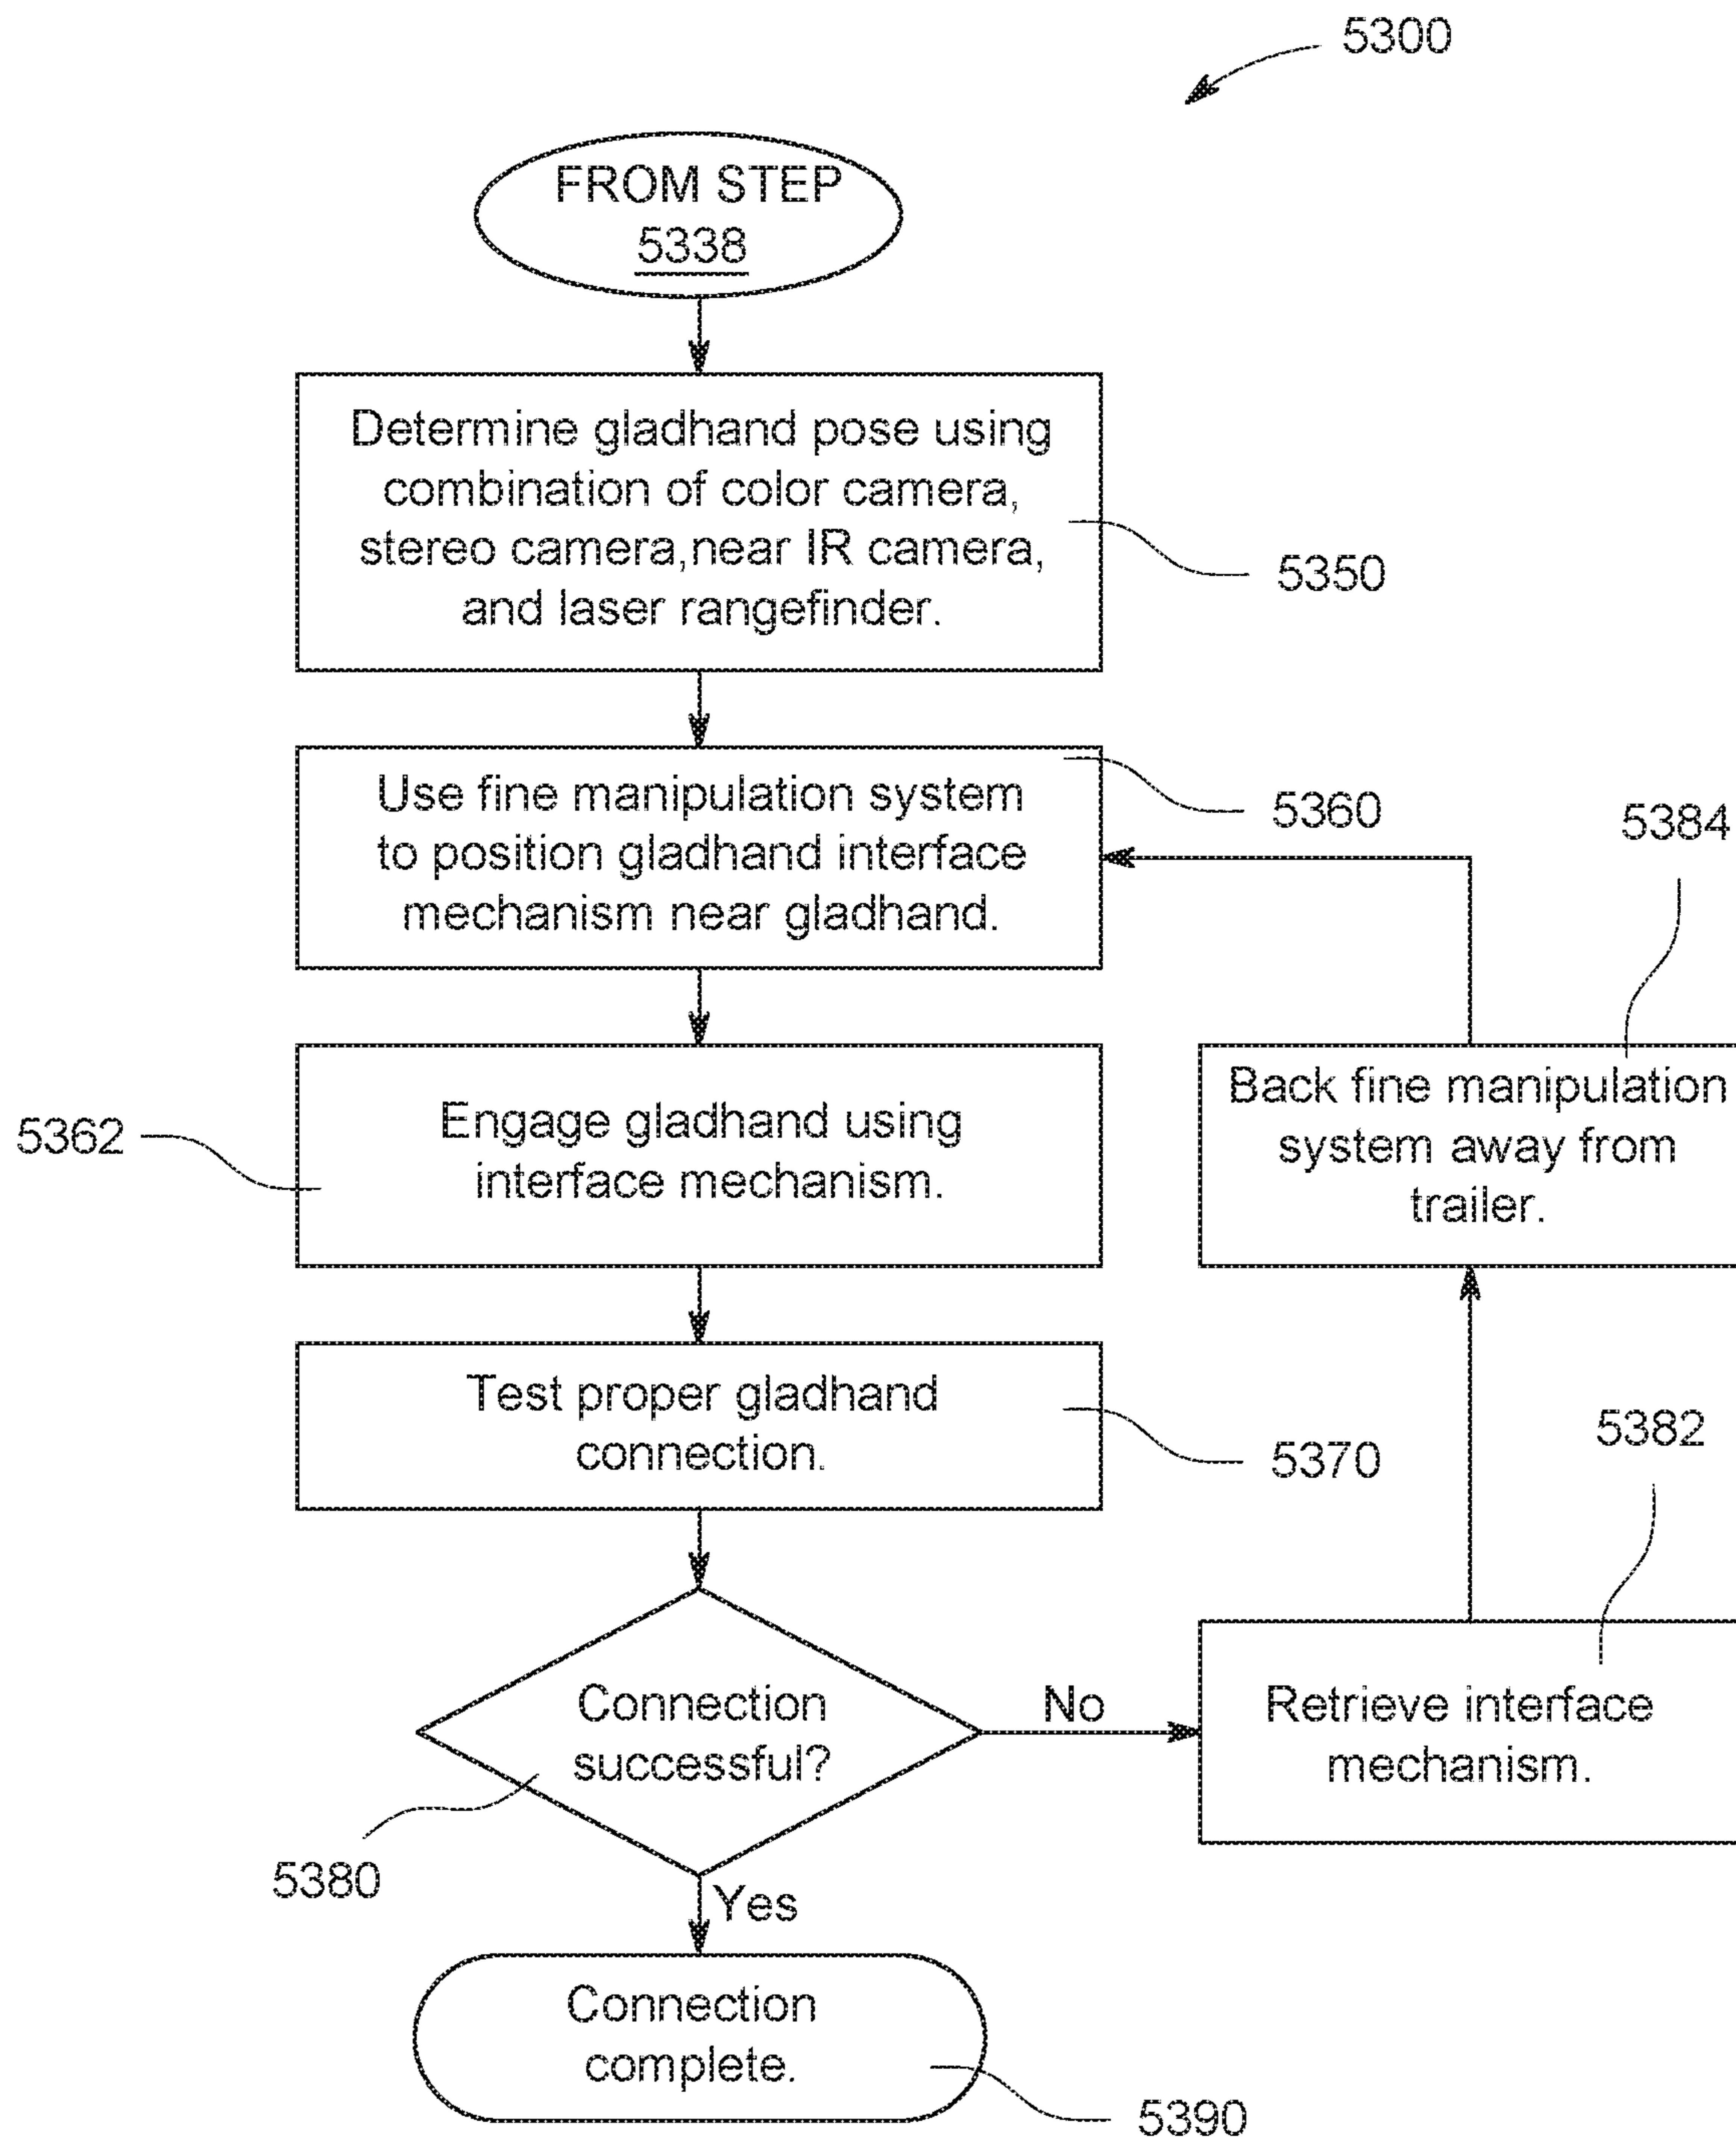 5300
FROM STEP
5338
Determine gladhand pose using
combination of color camera,
stereo camera,near IR camera,
and laser rangefinder.
5350
Use fine manipulation system
to position gladhand interface
mechanism near gladhand.
5360
5384
Engage gladhand using
interface mechanism.
5362
Back fine manipulation
system away from
trailer.
Test proper gladhand
connection.
5370
5382
Connection
successful?
5380
No
Retrieve interface
mechanism.
Yes
Connection
complete.
5390